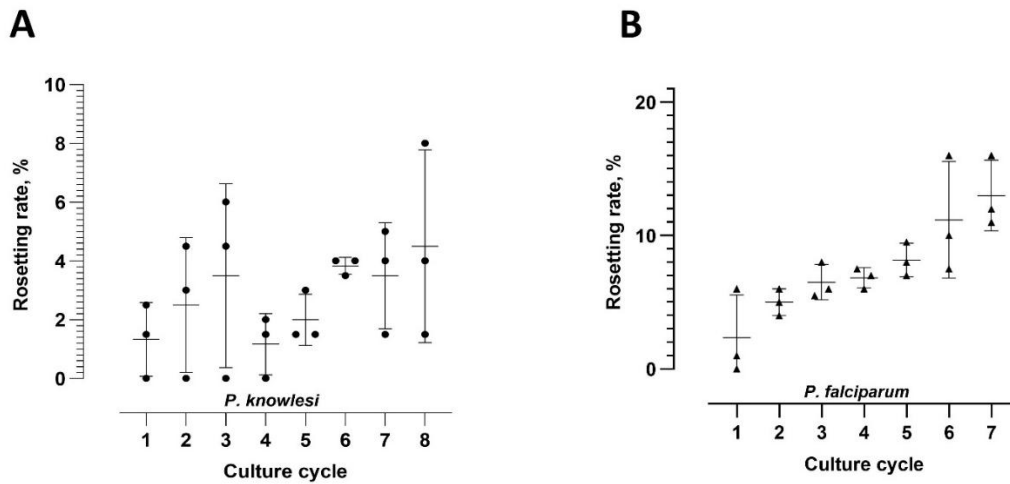 A
Rosetting rate, %
10
8
6
4
2
0
P. knowlesi
1 2 3 4 5 6 7 8
Culture cycle
B
Rosetting rate, %
20
10
0
P. falciparum
1 2 3 4 5 6 7
Culture cycle